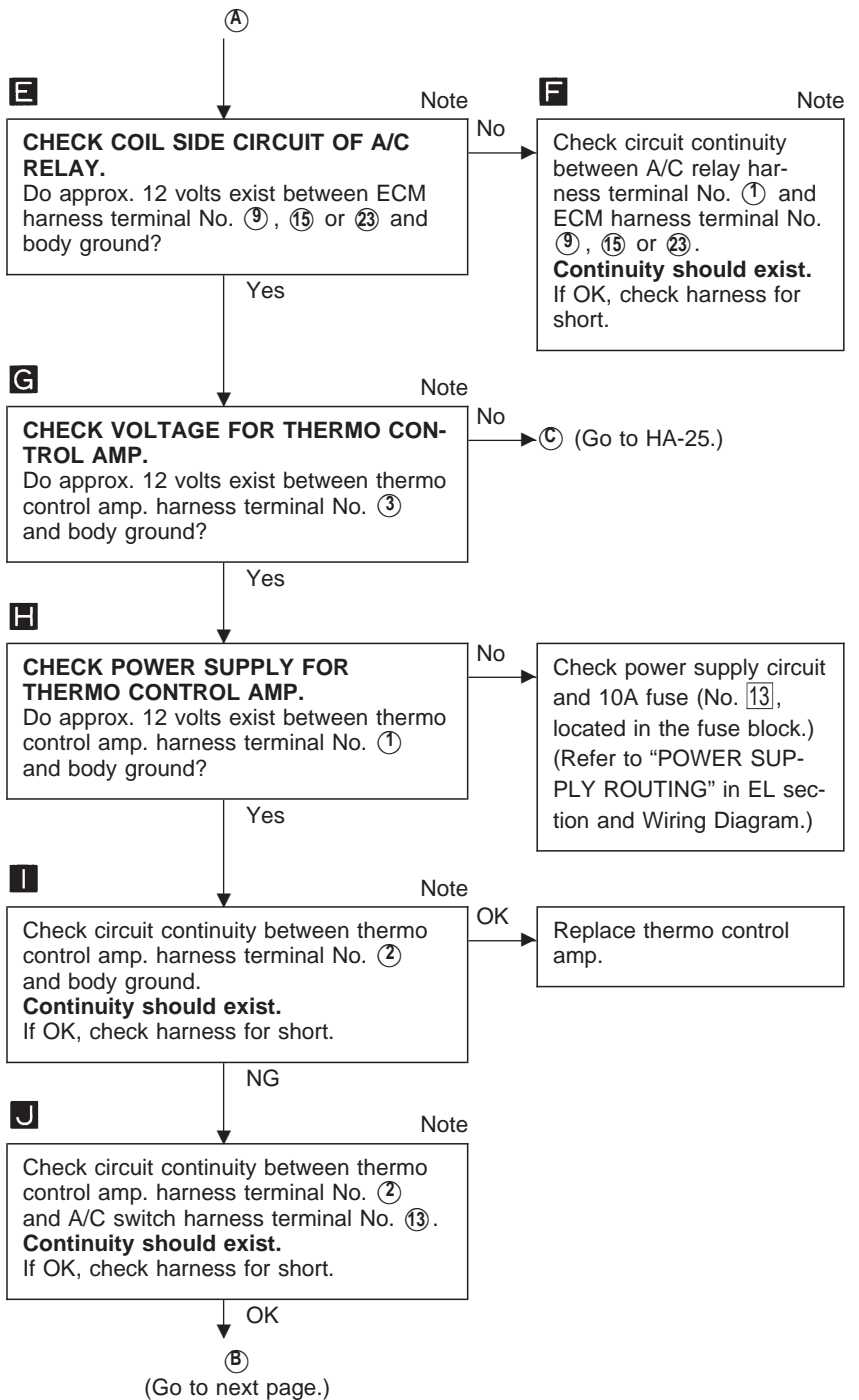 Ⓐ
E
Note
CHECK COIL SIDE CIRCUIT OF A/C
RELAY.
Do approx. 12 volts exist between ECM
harness terminal No. ⑨, ⑮ or ㉓ and
body ground?
No
F
Note
Check circuit continuity
between A/C relay har-
ness terminal No. ① and
ECM harness terminal No.
⑨, ⑮ or ㉓.
Continuity should exist.
If OK, check harness for
short.
Yes
G
Note
CHECK VOLTAGE FOR THERMO CON-
TROL AMP.
Do approx. 12 volts exist between thermo
control amp. harness terminal No. ③
and body ground?
No
Ⓒ (Go to HA-25.)
Yes
H
CHECK POWER SUPPLY FOR
THERMO CONTROL AMP.
Do approx. 12 volts exist between thermo
control amp. harness terminal No. ①
and body ground?
No
Check power supply circuit
and 10A fuse (No. 13,
located in the fuse block.)
(Refer to “POWER SUP-
PLY ROUTING” in EL sec-
tion and Wiring Diagram.)
Yes
I
Note
Check circuit continuity between thermo
control amp. harness terminal No. ②
and body ground.
Continuity should exist.
If OK, check harness for short.
OK
Replace thermo control
amp.
NG
J
Note
Check circuit continuity between thermo
control amp. harness terminal No. ②
and A/C switch harness terminal No. ⑬.
Continuity should exist.
If OK, check harness for short.
OK
Ⓑ
(Go to next page.)